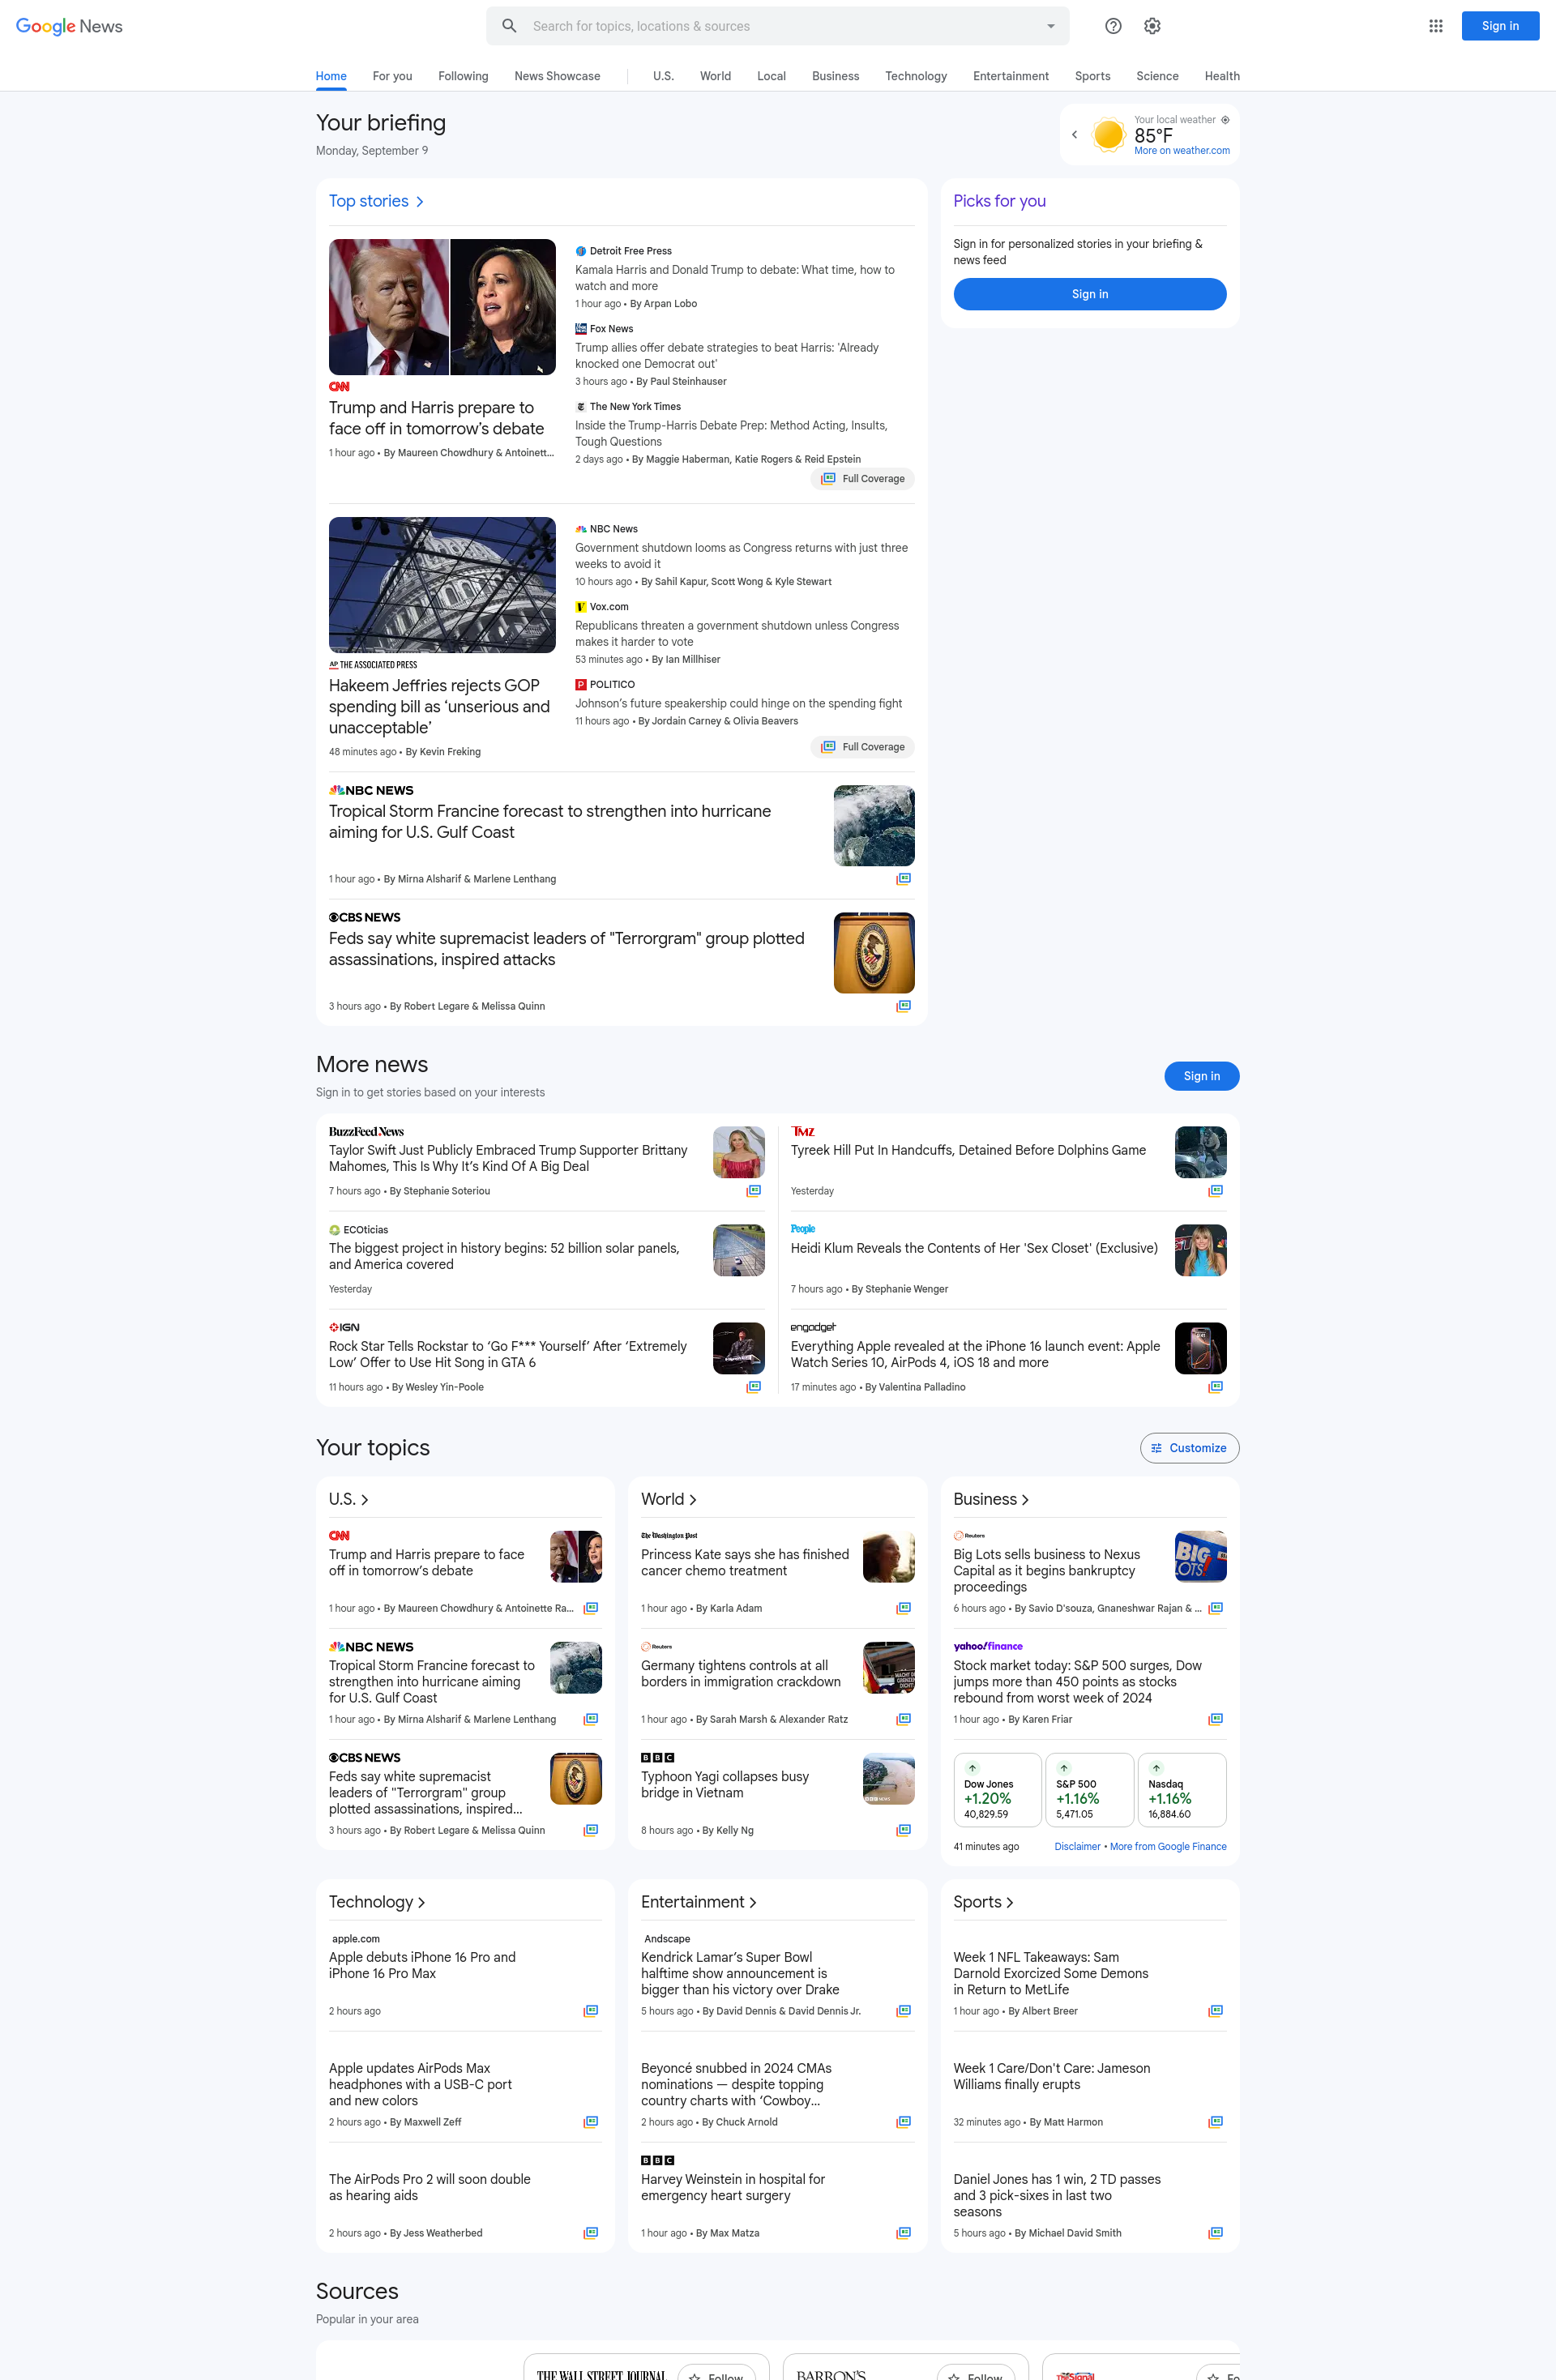 Google News
Search for topics, locations & sources
Sign in
Home
For you
Following
News Showcase
U.S.
World
Local
Business
Technology
Entertainment
Sports
Science
Health
Your briefing
Monday, September 9
Your local weather
85°F
More on weather.com
Top stories
CNN
Trump and Harris prepare to
face off in tomorrow’s debate
1 hour ago • By Maureen Chowdhury & Antoinett...
Detroit Free Press
Kamala Harris and Donald Trump to debate: What time, how to
watch and more
1 hour ago • By Arpan Lobo
Fox News
Trump allies offer debate strategies to beat Harris: 'Already
knocked one Democrat out'
3 hours ago • By Paul Steinhauser
The New York Times
Inside the Trump-Harris Debate Prep: Method Acting, Insults,
Tough Questions
2 days ago • By Maggie Haberman, Katie Rogers & Reid Epstein
Full Coverage
AP THE ASSOCIATED PRESS
Hakeem Jeffries rejects GOP
spending bill as ‘unserious and
unacceptable’
48 minutes ago • By Kevin Freking
NBC News
Government shutdown looms as Congress returns with just three
weeks to avoid it
10 hours ago • By Sahil Kapur, Scott Wong & Kyle Stewart
Vox.com
Republicans threaten a government shutdown unless Congress
makes it harder to vote
53 minutes ago • By Ian Millhiser
POLITICO
Johnson’s future speakership could hinge on the spending fight
11 hours ago • By Jordain Carney & Olivia Beavers
Full Coverage
NBC NEWS
Tropical Storm Francine forecast to strengthen into hurricane
aiming for U.S. Gulf Coast
1 hour ago • By Mirna Alsharif & Marlene Lenthang
CBS NEWS
Feds say white supremacist leaders of "Terrorgram" group plotted
assassinations, inspired attacks
3 hours ago • By Robert Legare & Melissa Quinn
Picks for you
Sign in for personalized stories in your briefing &
news feed
Sign in
More news
Sign in to get stories based on your interests
Sign in
BuzzFeed News
Taylor Swift Just Publicly Embraced Trump Supporter Brittany
Mahomes, This Is Why It’s Kind Of A Big Deal
7 hours ago • By Stephanie Soteriou
TMZ
Tyreek Hill Put In Handcuffs, Detained Before Dolphins Game
Yesterday
ECOticias
The biggest project in history begins: 52 billion solar panels,
and America covered
Yesterday
People
Heidi Klum Reveals the Contents of Her 'Sex Closet' (Exclusive)
7 hours ago • By Stephanie Wenger
IGN
Rock Star Tells Rockstar to ‘Go F*** Yourself’ After ‘Extremely
Low’ Offer to Use Hit Song in GTA 6
11 hours ago • By Wesley Yin-Poole
engadget
Everything Apple revealed at the iPhone 16 launch event: Apple
Watch Series 10, AirPods 4, iOS 18 and more
17 minutes ago • By Valentina Palladino
Your topics
Customize
U.S.
CNN
Trump and Harris prepare to face
off in tomorrow’s debate
1 hour ago • By Maureen Chowdhury & Antoinette Ra...
NBC NEWS
Tropical Storm Francine forecast to
strengthen into hurricane aiming
for U.S. Gulf Coast
1 hour ago • By Mirna Alsharif & Marlene Lenthang
CBS NEWS
Feds say white supremacist
leaders of "Terrorgram" group
plotted assassinations, inspired...
3 hours ago • By Robert Legare & Melissa Quinn
World
The Washington Post
Princess Kate says she has finished
cancer chemo treatment
1 hour ago • By Karla Adam
Reuters
Germany tightens controls at all
borders in immigration crackdown
1 hour ago • By Sarah Marsh & Alexander Ratz
BBC
Typhoon Yagi collapses busy
bridge in Vietnam
8 hours ago • By Kelly Ng
Business
Reuters
Big Lots sells business to Nexus
Capital as it begins bankruptcy
proceedings
6 hours ago • By Savio D'souza, Gnaneshwar Rajan & ...
BIG
LOTS!
yahoo!finance
Stock market today: S&P 500 surges, Dow
jumps more than 450 points as stocks
rebound from worst week of 2024
1 hour ago • By Karen Friar
Dow Jones
+1.20%
40,829.59
S&P 500
+1.16%
5,471.05
Nasdaq
+1.16%
16,884.60
41 minutes ago
Disclaimer • More from Google Finance
Technology
apple.com
Apple debuts iPhone 16 Pro and
iPhone 16 Pro Max
2 hours ago
Apple updates AirPods Max
headphones with a USB-C port
and new colors
2 hours ago • By Maxwell Zeff
The AirPods Pro 2 will soon double
as hearing aids
2 hours ago • By Jess Weatherbed
Entertainment
Andscape
Kendrick Lamar’s Super Bowl
halftime show announcement is
bigger than his victory over Drake
5 hours ago • By David Dennis & David Dennis Jr.
Beyoncé snubbed in 2024 CMAs
nominations — despite topping
country charts with ‘Cowboy...
2 hours ago • By Chuck Arnold
BBC
Harvey Weinstein in hospital for
emergency heart surgery
1 hour ago • By Max Matza
Sports
Week 1 NFL Takeaways: Sam
Darnold Exorcized Some Demons
in Return to MetLife
1 hour ago • By Albert Breer
Week 1 Care/Don't Care: Jameson
Williams finally erupts
32 minutes ago • By Matt Harmon
Daniel Jones has 1 win, 2 TD passes
and 3 pick-sixes in last two
seasons
5 hours ago • By Michael David Smith
Sources
Popular in your area
THE WALL STREET JOURNAL
Follow
BARRON'S
Follow
The Signal
Fo